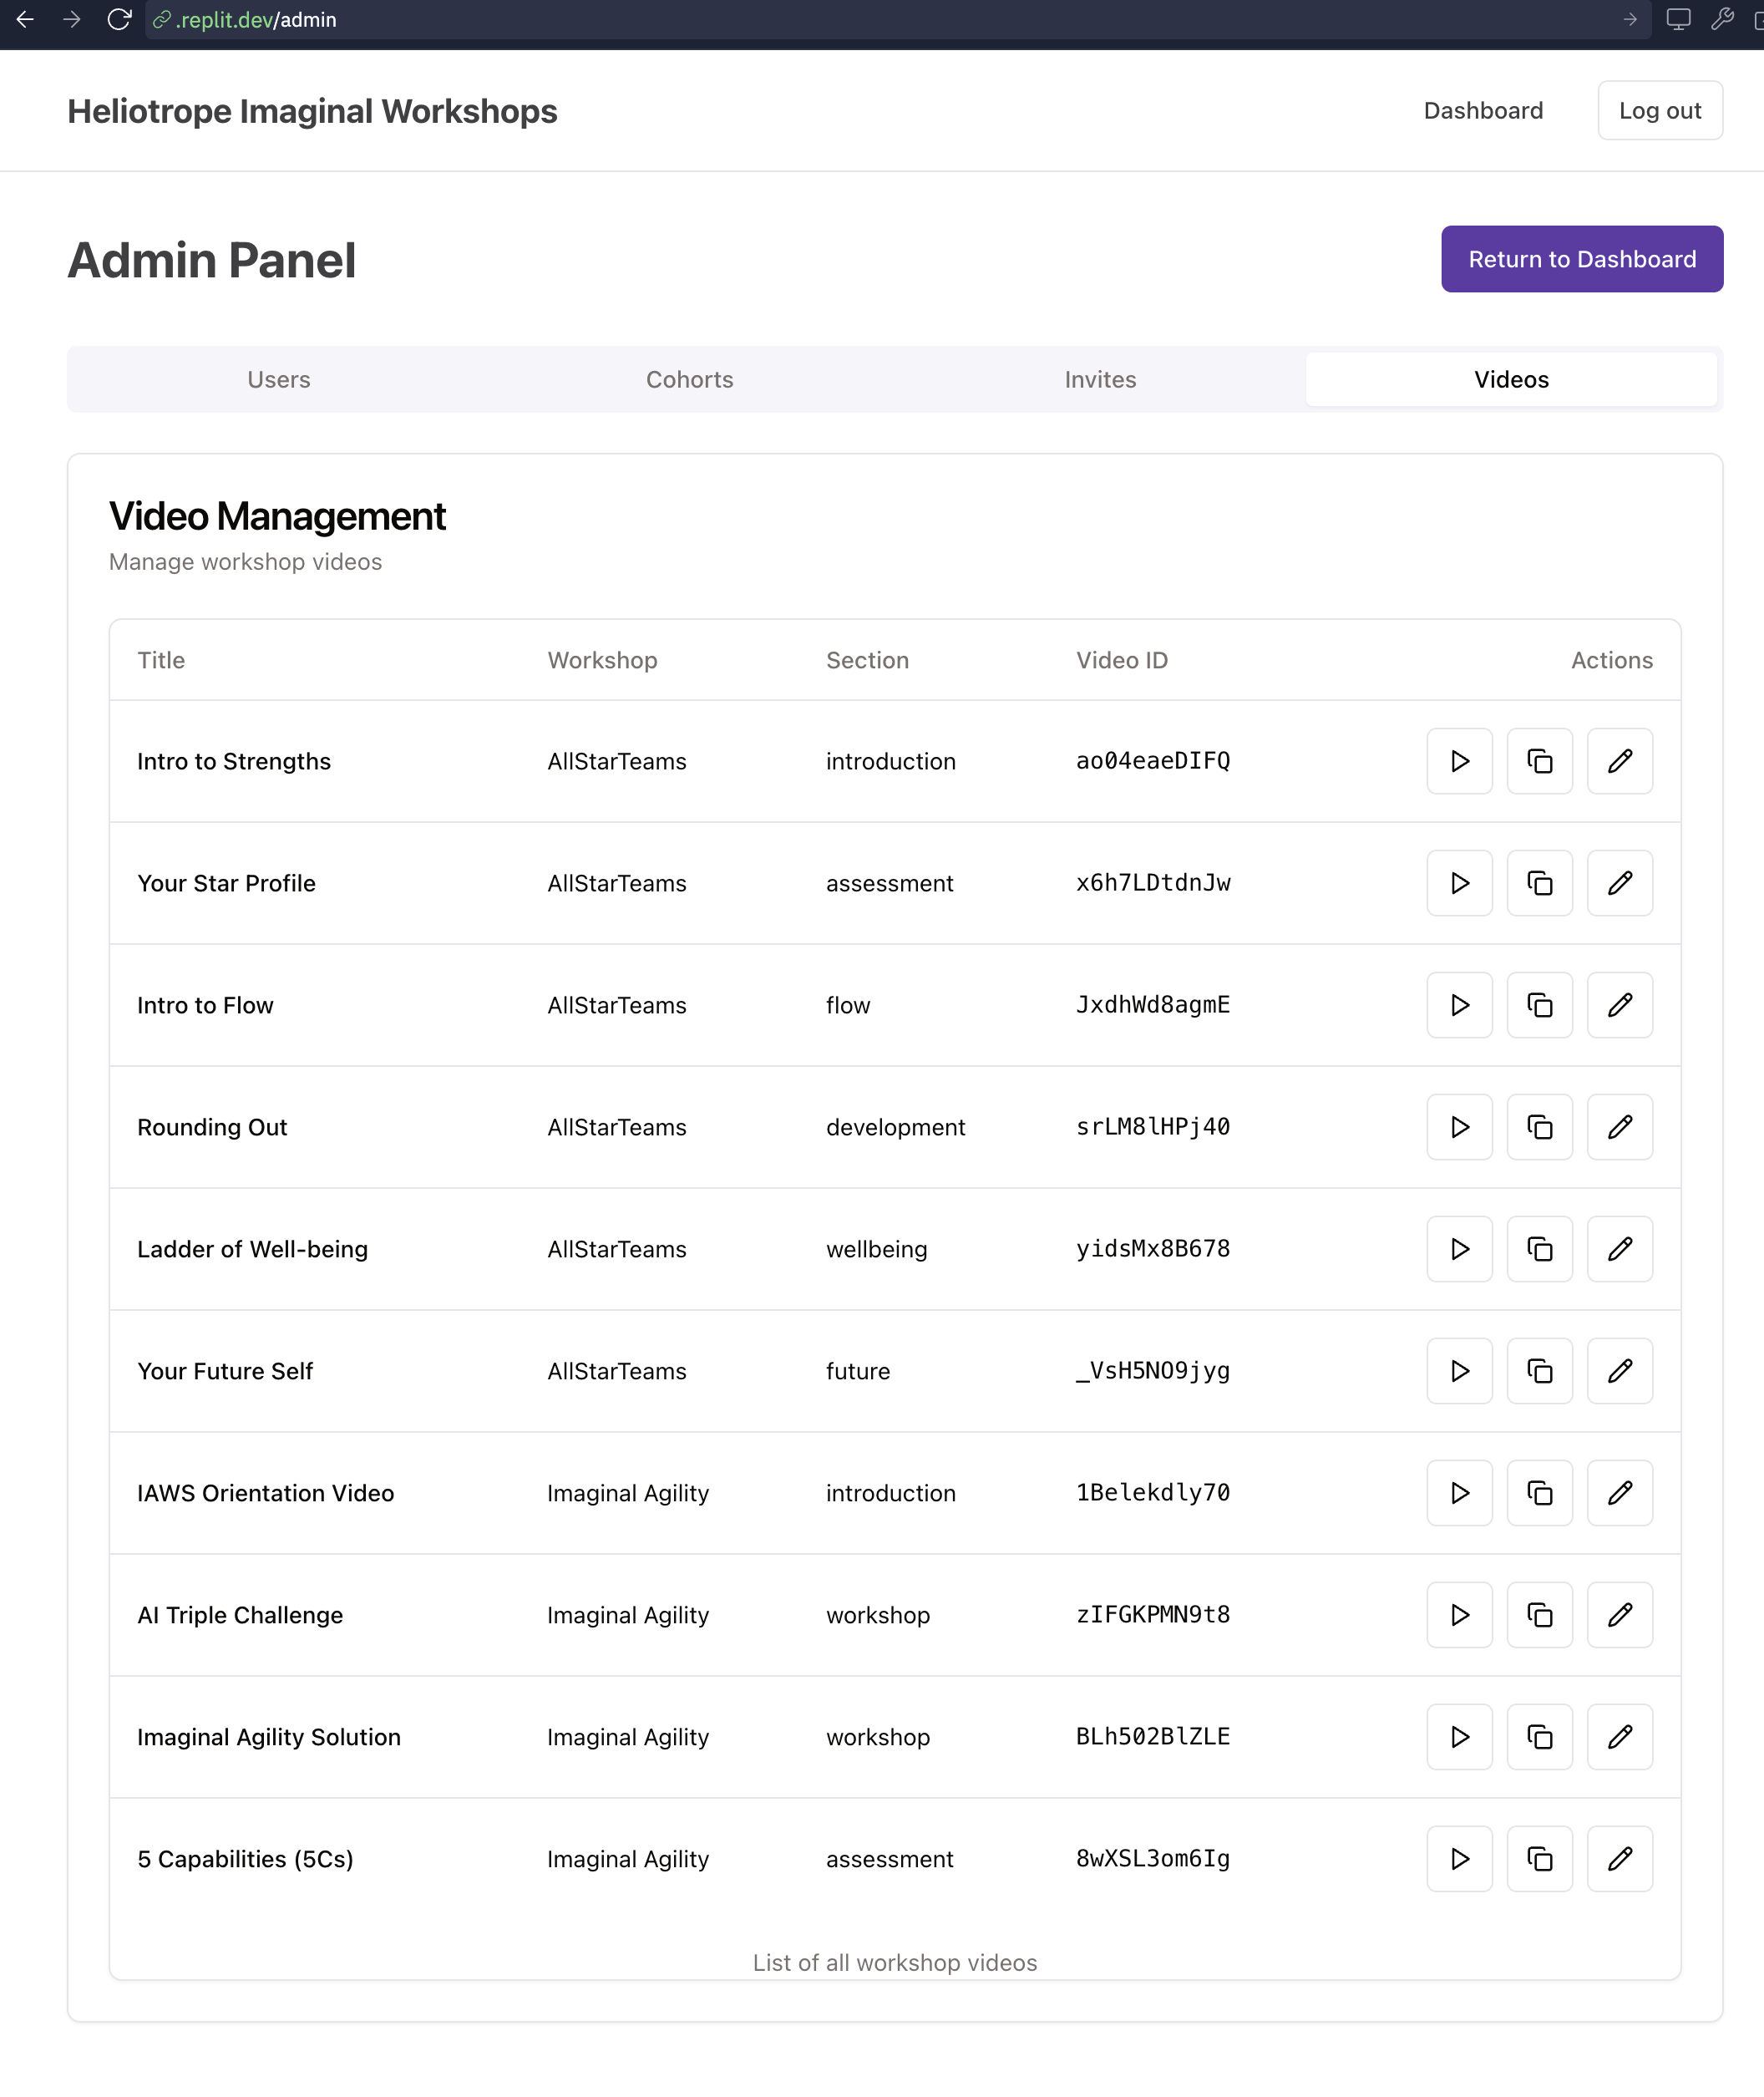 .replit.dev/admin
Heliotrope Imaginal Workshops Dashboard Log out
Admin Panel Return to Dashboard
Users Cohorts Invites Videos
Video Management
Manage workshop videos
Title Workshop Section Video ID Actions
Intro to Strengths AllStarTeams introduction ao04eaeDIFQ
Your Star Profile AllStarTeams assessment x6h7LDtdnJw
Intro to Flow AllStarTeams flow JxdhWd8agmE
Rounding Out AllStarTeams development srLM8lHPj40
Ladder of Well-being AllStarTeams wellbeing yidsMx8B678
Your Future Self AllStarTeams future _VsH5NO9jyg
IAWS Orientation Video Imaginal Agility introduction 1Belekdly70
AI Triple Challenge Imaginal Agility workshop zIFGKPMN9t8
Imaginal Agility Solution Imaginal Agility workshop BLh502BlZLE
5 Capabilities (5Cs) Imaginal Agility assessment 8wXSL3om6Ig
List of all workshop videos